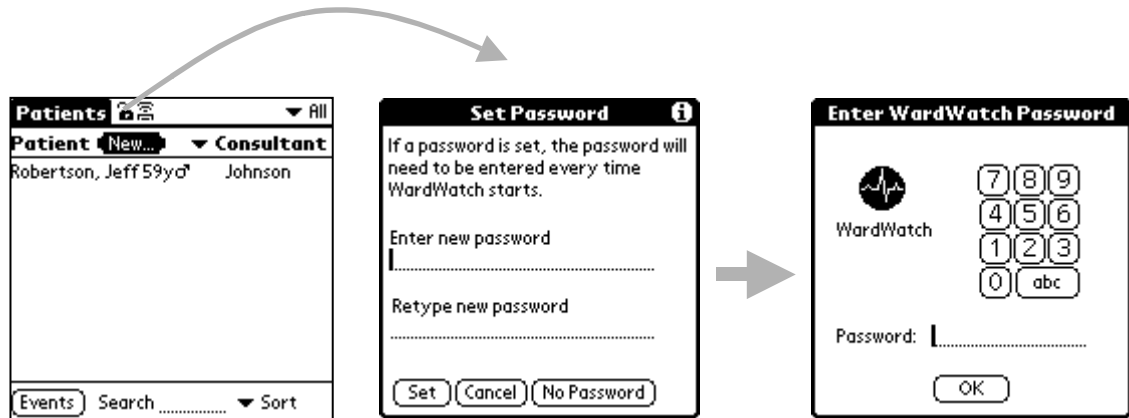 Patients
All
Patient New... Consultant
Robertson, Jeff 59y♂ Johnson
Events Search Sort
Set Password
If a password is set, the password will
need to be entered every time
WardWatch starts.
Enter new password
Retype new password
Set Cancel No Password
Enter WardWatch Password
WardWatch
7 8 9
4 5 6
1 2 3
0 abc
Password:
OK